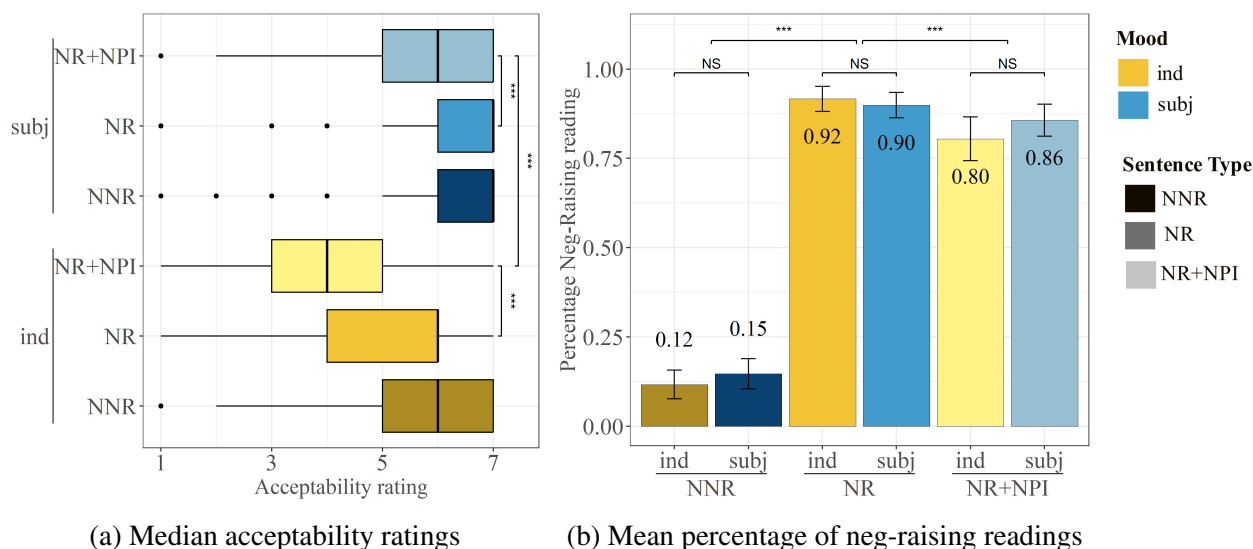 NR+NPI
subj
NR
NNR
NR+NPI
ind
NR
NNR
***
***
***
1 3 5 7
Acceptability rating
(a) Median acceptability ratings
Percentage Neg-Raising reading
1.00
0.75
0.50
0.25
0.00
*** ***
NS NS NS
0.12 0.15 0.92 0.90 0.80 0.86
ind subj ind subj ind subj
NNR NR NR+NPI
(b) Mean percentage of neg-raising readings
Mood
ind
subj
Sentence Type
NNR
NR
NR+NPI